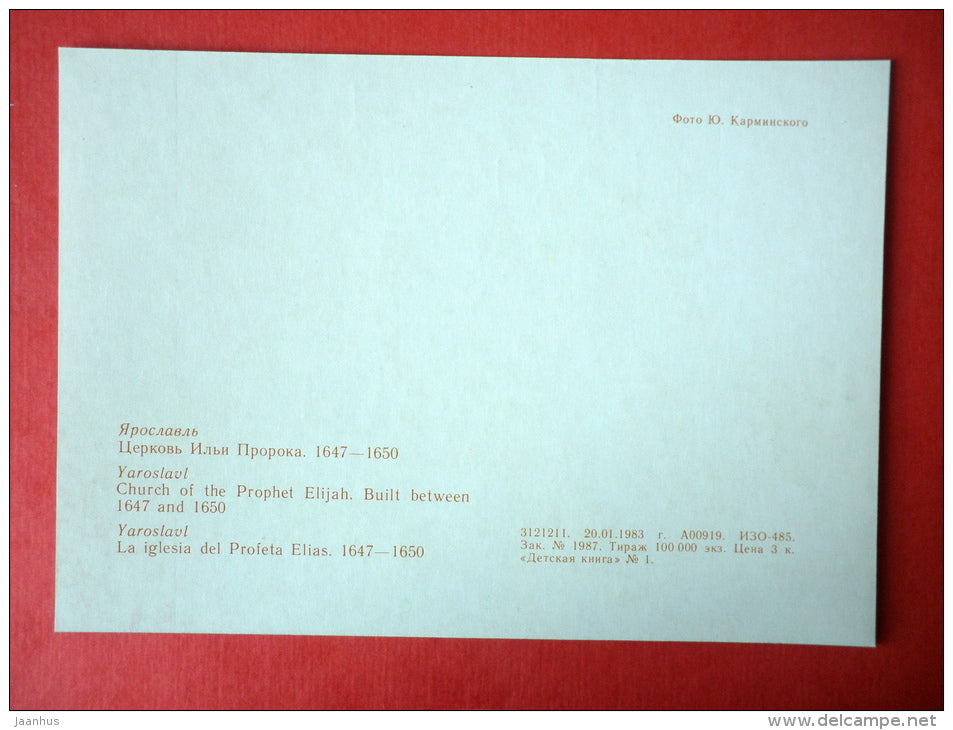 Фото Ю. Карминского
Ярославль
Церковь Ильи Пророка. 1647—1650
Yaroslavl
Church of the Prophet Elijah. Built between
1647 and 1650
Yaroslavl
La iglesia del Profeta Elias. 1647—1650
3121211. 20.01.1983 г. А00919. ИЗО-485.
Зак. № 1987. Тираж 100 000 экз. Цена 3 к.
«Детская книга» № 1.
jaanhus
www.delcampe.net